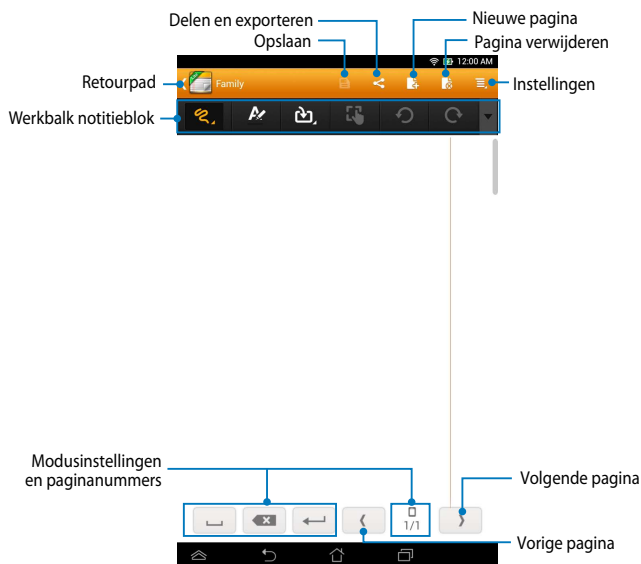 Delen en exporteren
Nieuwe pagina
Opslaan
Pagina verwijderen
12:00 AM
Retourpad
Family
Instellingen
Werkbalk notitieblok
Modusinstellingen
en paginanummers
Volgende pagina
1/1
Vorige pagina